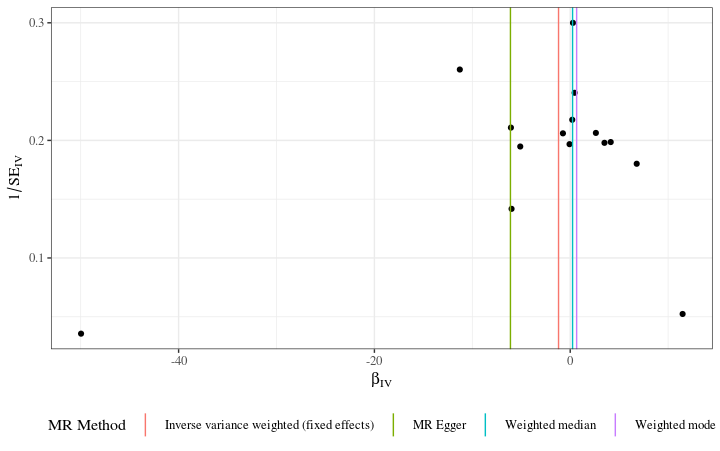 0.3
0.2
0.1
1/SE_IV
-40
-20
0
β_IV
MR Method
Inverse variance weighted (fixed effects)
MR Egger
Weighted median
Weighted mode